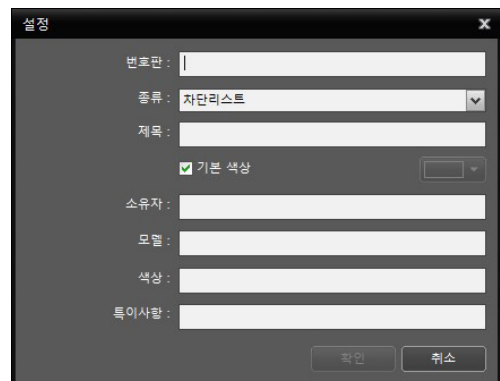 설정
번호판 :
종류 : 차단리스트
제목 :
기본 색상
소유자 :
모델 :
색상 :
특이사항 :
확인 취소